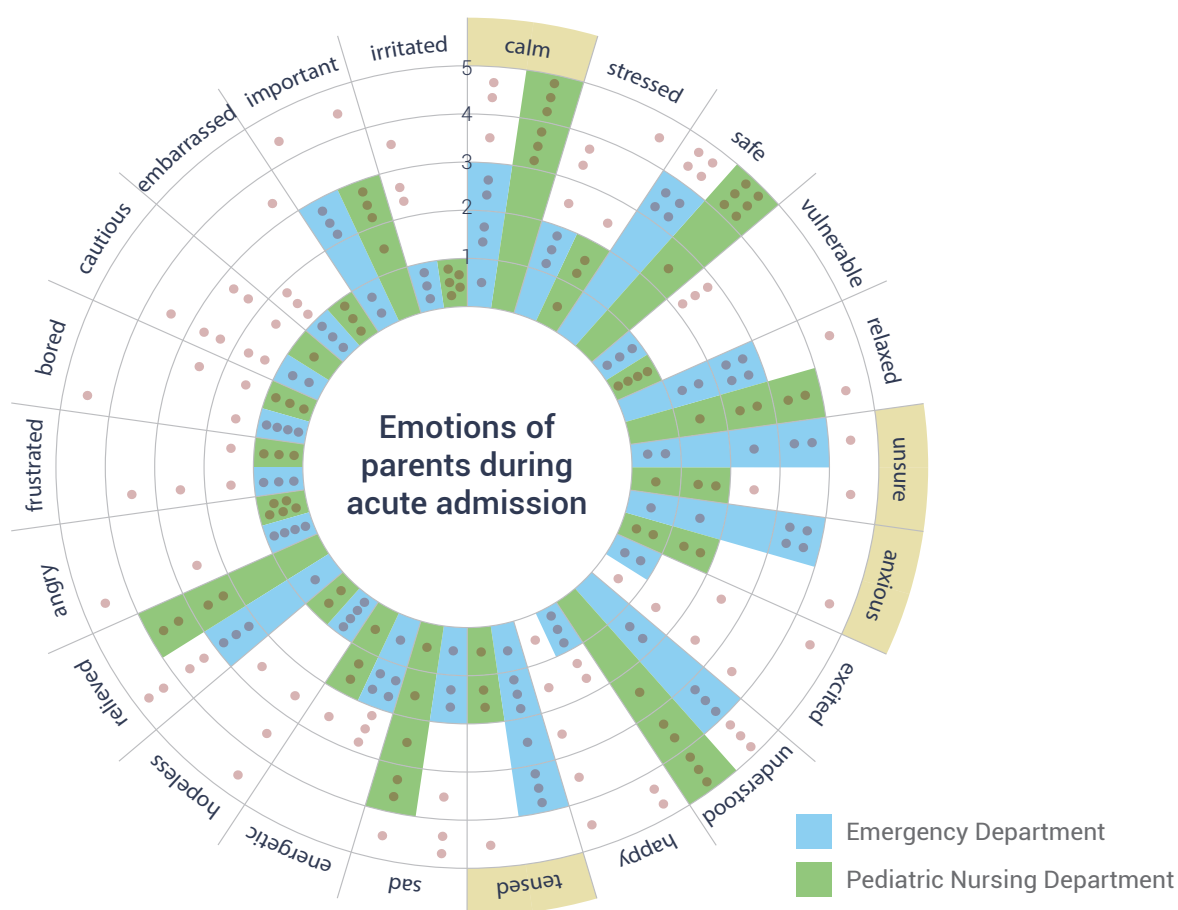 calm
stressed
safe
vulnerable
relaxed
unsure
anxious
excited
understood
happy
tensed
sad
energetic
hopeless
relieved
angry
frustrated
bored
cautious
embarrassed
important
irritated
5
4
3
2
1
Emotions of
parents during
acute admission
Emergency Department
Pediatric Nursing Department